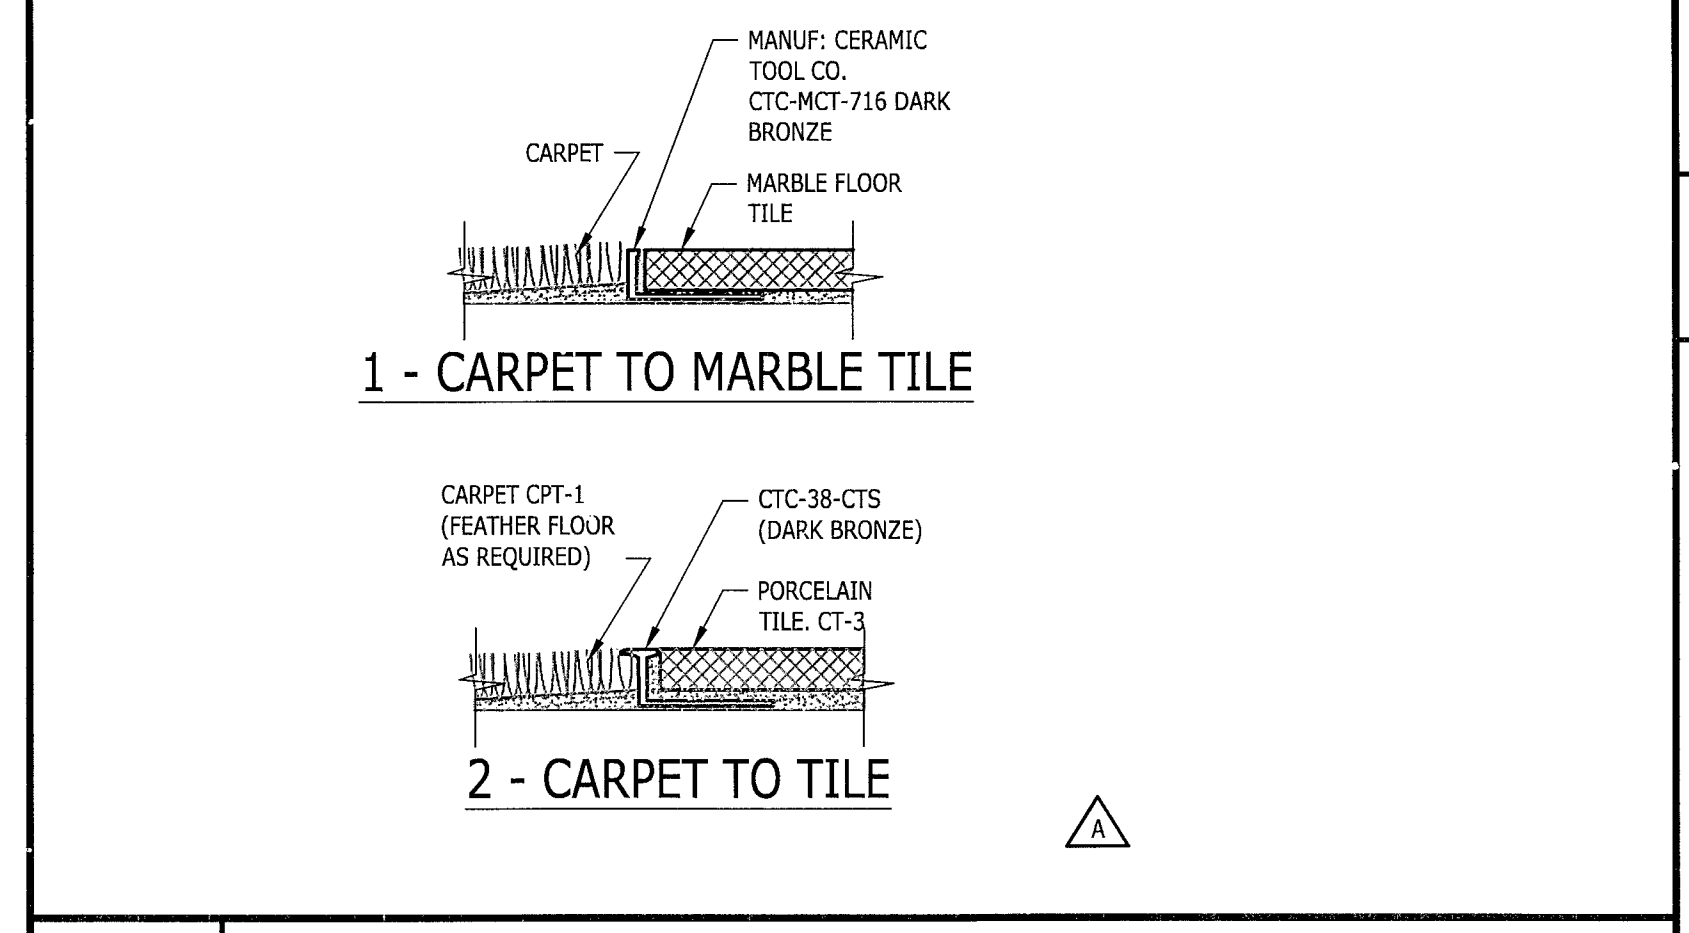 MANUF: CERAMIC
TOOL CO.
CTC-MCT-716 DARK
BRONZE
CARPET
MARBLE FLOOR
TILE
1 - CARPET TO MARBLE TILE
CARPET CPT-1
(FEATHER FLOOR
AS REQUIRED)
CTC-38-CTS
(DARK BRONZE)
PORCELAIN
TILE. CT-3
2 - CARPET TO TILE
A